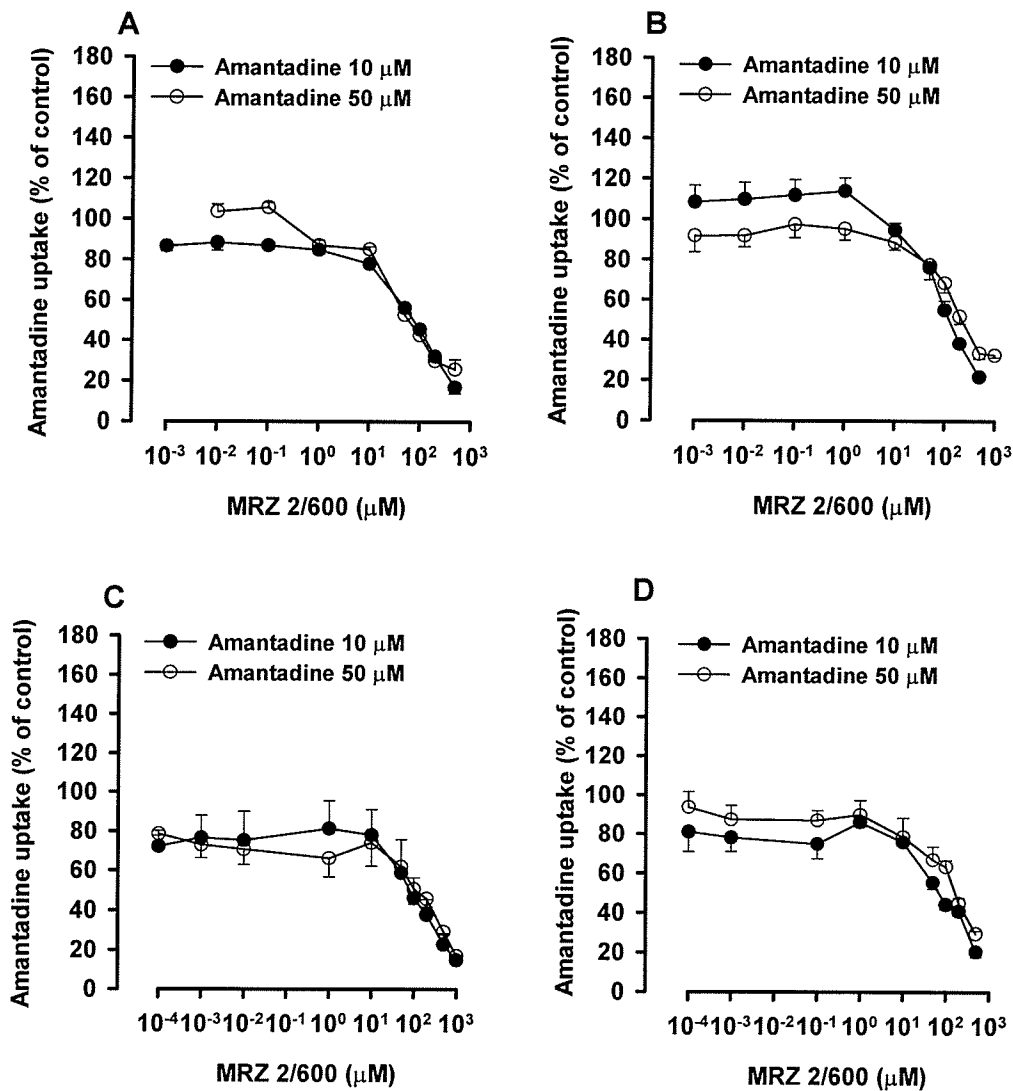 A
Amantadine uptake (% of control)
180
160
140
120
100
80
60
40
20
0
Amantadine 10 μM
Amantadine 50 μM
10⁻³ 10⁻² 10⁻¹ 10⁰ 10¹ 10² 10³
MRZ 2/600 (μM)
B
Amantadine uptake (% of control)
180
160
140
120
100
80
60
40
20
0
Amantadine 10 μM
Amantadine 50 μM
10⁻³ 10⁻² 10⁻¹ 10⁰ 10¹ 10² 10³
MRZ 2/600 (μM)
C
Amantadine uptake (% of control)
180
160
140
120
100
80
60
40
20
0
Amantadine 10 μM
Amantadine 50 μM
10⁻⁴ 10⁻³ 10⁻² 10⁻¹ 10⁰ 10¹ 10² 10³
MRZ 2/600 (μM)
D
Amantadine uptake (% of control)
180
160
140
120
100
80
60
40
20
0
Amantadine 10 μM
Amantadine 50 μM
10⁻⁴ 10⁻³ 10⁻² 10⁻¹ 10⁰ 10¹ 10² 10³
MRZ 2/600 (μM)